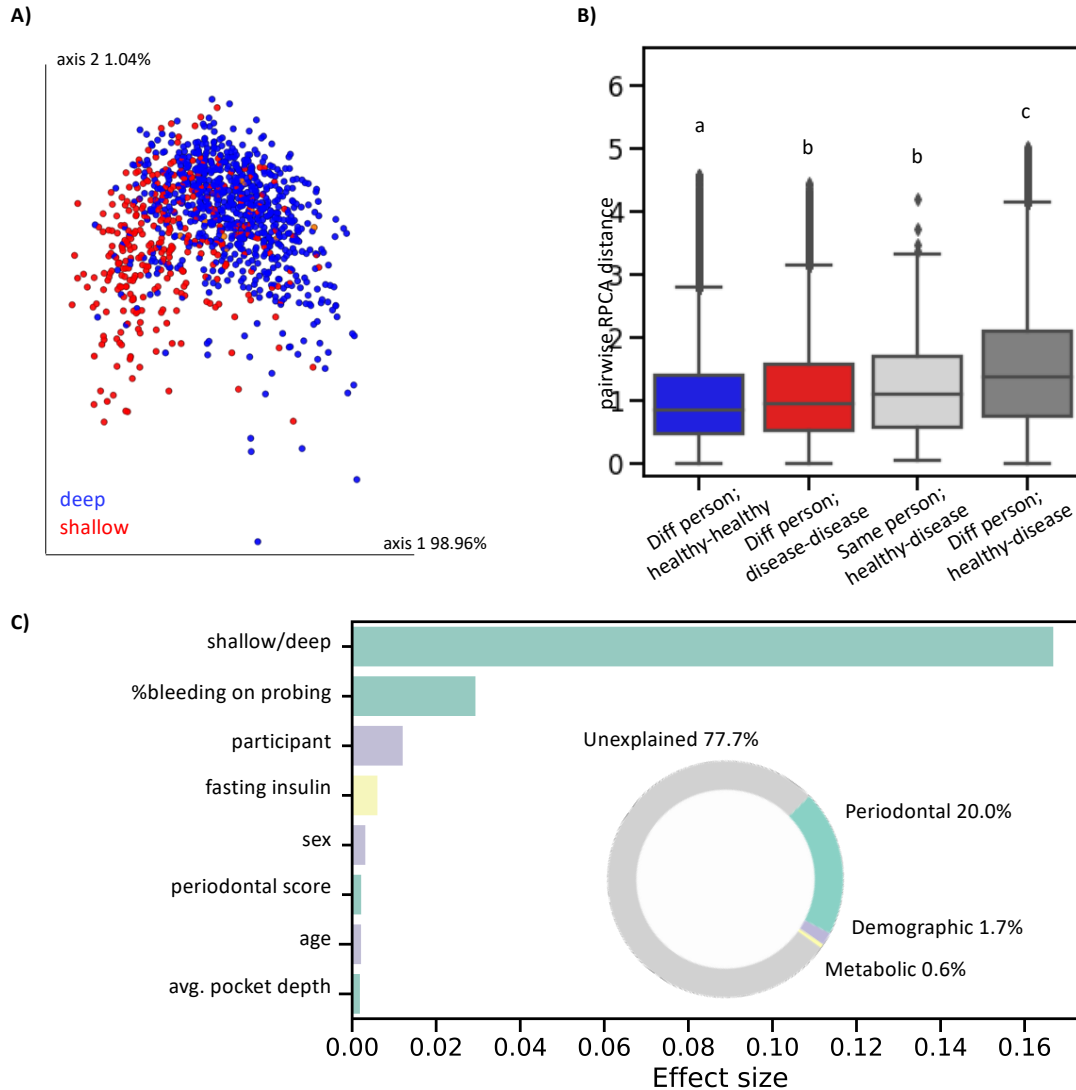 A)
axis 2 1.04%
deep
shallow
axis 1 98.96%
B)
pairwise RPCA distance
6
5
4
3
2
1
0
a
b
b
c
Diff person;
healthy-healthy
Diff person;
disease-disease
Same person;
healthy-disease
Diff person;
healthy-disease
C)
shallow/deep
%bleeding on probing
participant
fasting insulin
sex
periodontal score
age
avg. pocket depth
Unexplained 77.7%
Periodontal 20.0%
Demographic 1.7%
Metabolic 0.6%
0.00 0.02 0.04 0.06 0.08 0.10 0.12 0.14 0.16
Effect size